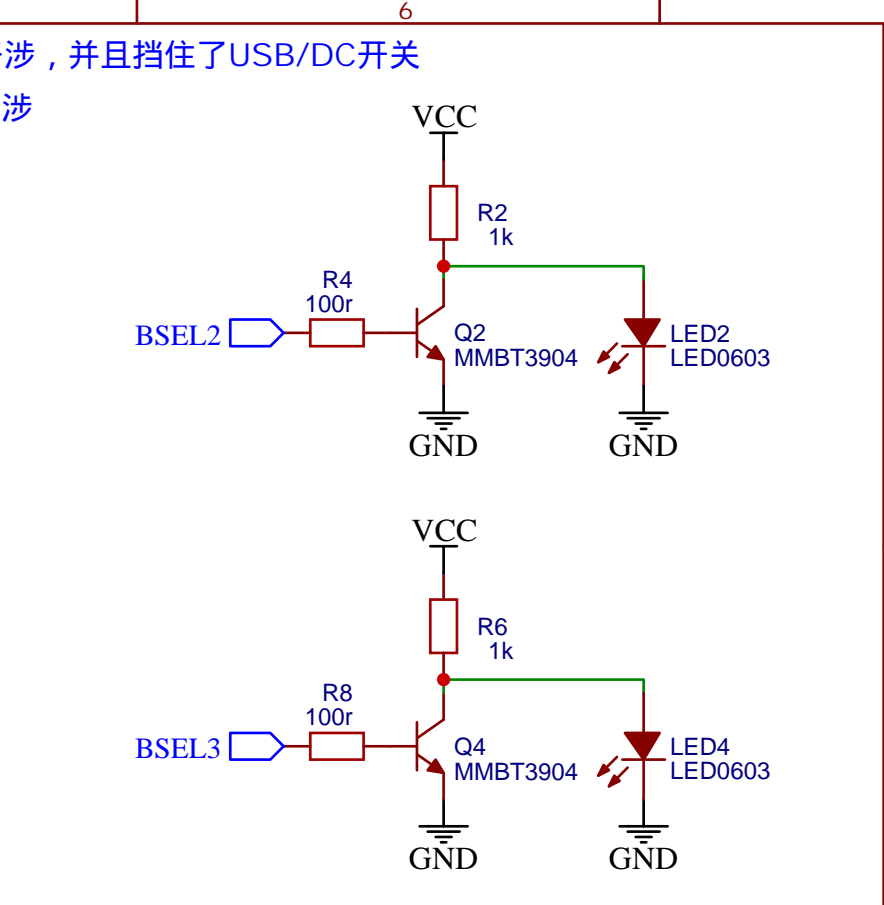 6
涉，并且挡住了USB/DC开关
涉
VCC
R2
1k
R4
100r
BSEL2
Q2
MMBT3904
LED2
LED0603
GND
GND
VCC
R6
1k
R8
100r
BSEL3
Q4
MMBT3904
LED4
LED0603
GND
GND